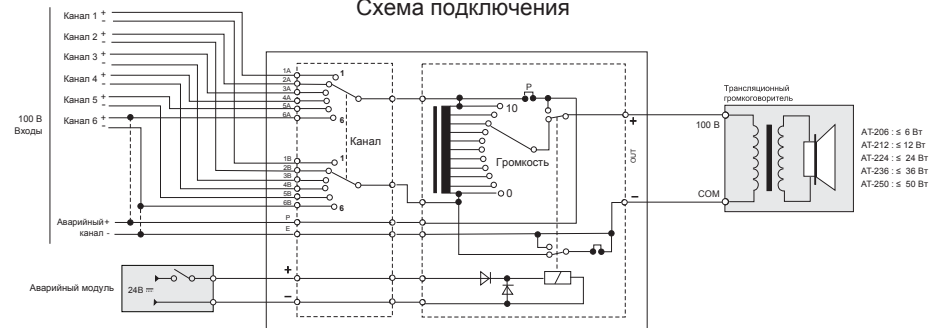 Схема подключения
Канал 1 +
-
Канал 2 +
-
Канал 3 +
-
Канал 4 +
-
Канал 5 +
-
Канал 6 +
-
100 В
Входы
Аварийный+
канал -
Аварийный модуль
24В
1A
2A
3A
4A
5A
6A
1
6
Канал
1B
2B
3B
4B
5B
6B
1
6
P
E
+
–
P
10
Громкость
0
+
OUT
–
Трансляционный
громкоговоритель
100 В
COM
AT-206 : ≤ 6 Вт
AT-212 : ≤ 12 Вт
AT-224 : ≤ 24 Вт
AT-236 : ≤ 36 Вт
AT-250 : ≤ 50 Вт